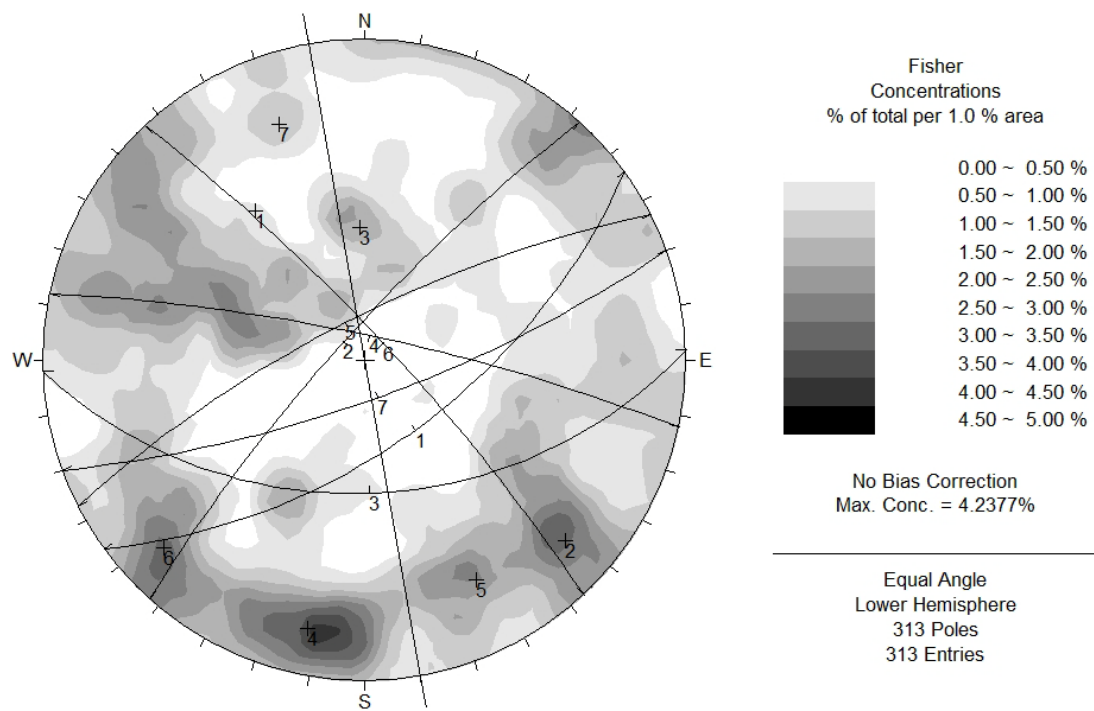 N
7
1
3
5
4
2
6
W
E
7
1
3
6
2
5
4
S
Fisher
Concentrations
% of total per 1.0 % area
0.00 ~ 0.50 %
0.50 ~ 1.00 %
1.00 ~ 1.50 %
1.50 ~ 2.00 %
2.00 ~ 2.50 %
2.50 ~ 3.00 %
3.00 ~ 3.50 %
3.50 ~ 4.00 %
4.00 ~ 4.50 %
4.50 ~ 5.00 %
No Bias Correction
Max. Conc. = 4.2377%
Equal Angle
Lower Hemisphere
313 Poles
313 Entries